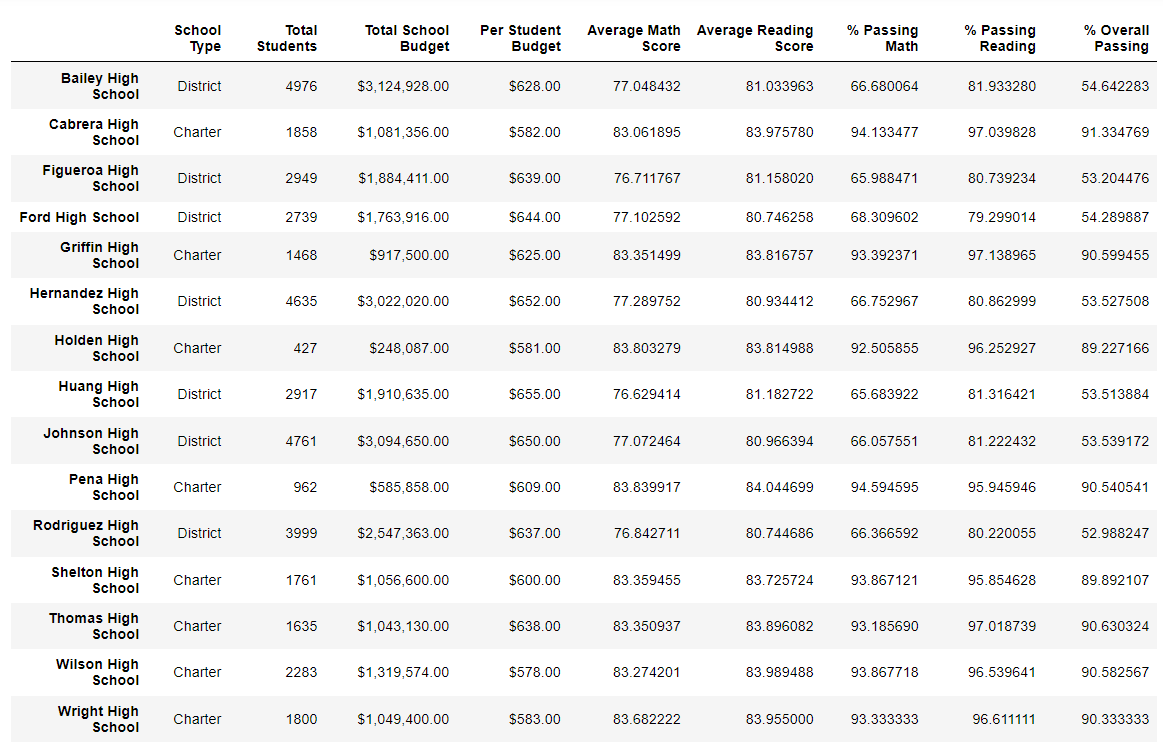 School Type Total Students Total School Budget Per Student Budget Average Math Score Average Reading Score % Passing Math % Passing Reading % Overall Passing
Bailey High School District 4976 $3,124,928.00 $628.00 77.048432 81.033963 66.680064 81.933280 54.642283
Cabrera High School Charter 1858 $1,081,356.00 $582.00 83.061895 83.975780 94.133477 97.039828 91.334769
Figueroa High School District 2949 $1,884,411.00 $639.00 76.711767 81.158020 65.988471 80.739234 53.204476
Ford High School District 2739 $1,763,916.00 $644.00 77.102592 80.746258 68.309602 79.299014 54.289887
Griffin High School Charter 1468 $917,500.00 $625.00 83.351499 83.816757 93.392371 97.138965 90.599455
Hernandez High School District 4635 $3,022,020.00 $652.00 77.289752 80.934412 66.752967 80.862999 53.527508
Holden High School Charter 427 $248,087.00 $581.00 83.803279 83.814988 92.505855 96.252927 89.227166
Huang High School District 2917 $1,910,635.00 $655.00 76.629414 81.182722 65.683922 81.316421 53.513884
Johnson High School District 4761 $3,094,650.00 $650.00 77.072464 80.966394 66.057551 81.222432 53.539172
Pena High School Charter 962 $585,858.00 $609.00 83.839917 84.044699 94.594595 95.945946 90.540541
Rodriguez High School District 3999 $2,547,363.00 $637.00 76.842711 80.744686 66.366592 80.220055 52.988247
Shelton High School Charter 1761 $1,056,600.00 $600.00 83.359455 83.725724 93.867121 95.854628 89.892107
Thomas High School Charter 1635 $1,043,130.00 $638.00 83.350937 83.896082 93.185690 97.018739 90.630324
Wilson High School Charter 2283 $1,319,574.00 $578.00 83.274201 83.989488 93.867718 96.539641 90.582567
Wright High School Charter 1800 $1,049,400.00 $583.00 83.682222 83.955000 93.333333 96.611111 90.333333